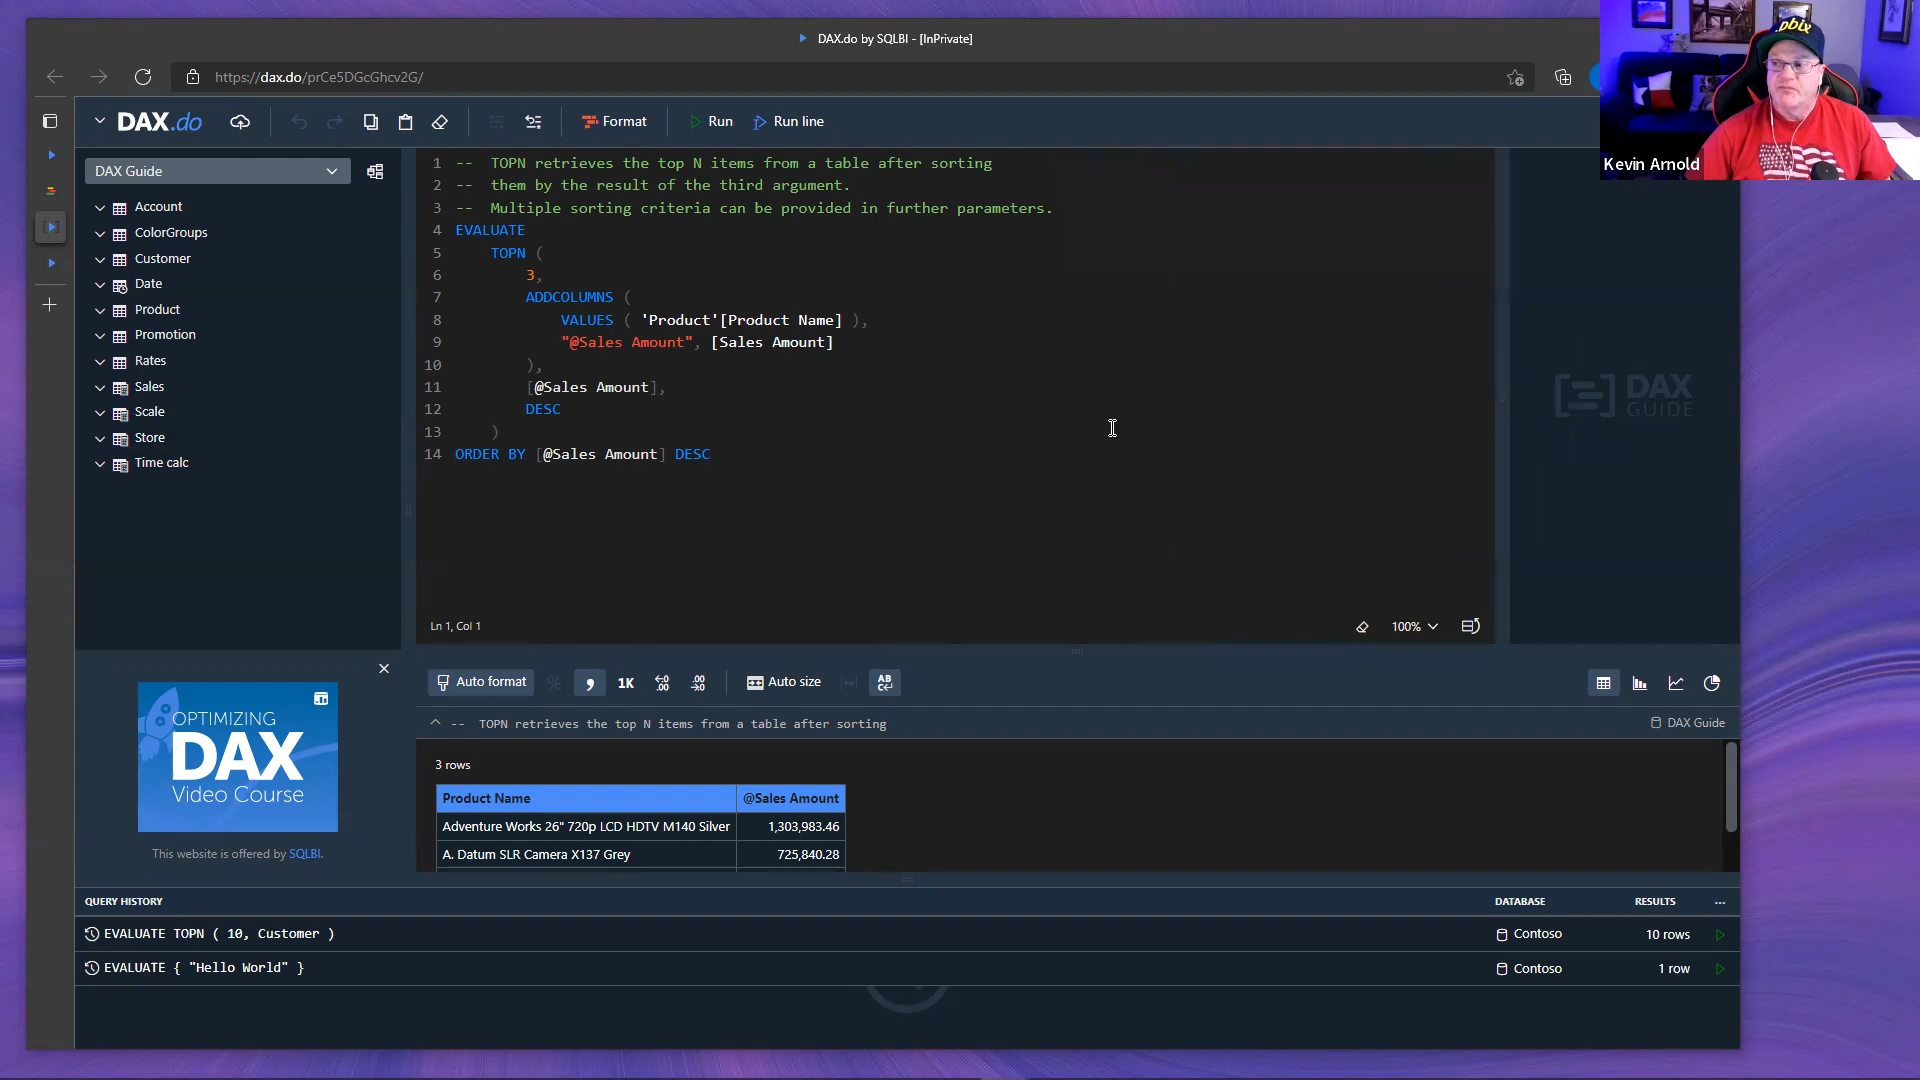 DAX.do by SQLBI - [InPrivate]
https://dax.do/prCe5DGcGhcv2G/
.pbix
Kevin Arnold
DAX.do
Format
Run
Run line
DAX Guide
Account
ColorGroups
Customer
Date
Product
Promotion
Rates
Sales
Scale
Store
Time calc
1 -- TOPN retrieves the top N items from a table after sorting
2 -- them by the result of the third argument.
3 -- Multiple sorting criteria can be provided in further parameters.
4 EVALUATE
5 TOPN (
6 3,
7 ADDCOLUMNS (
8 VALUES ( 'Product'[Product Name] ),
9 "@Sales Amount", [Sales Amount]
10 ),
11 [@Sales Amount],
12 DESC
13 )
14 ORDER BY [@Sales Amount] DESC
DAX
GUIDE
Ln 1, Col 1
100%
OPTIMIZING
DAX
Video Course
This website is offered by SQLBI.
Auto format
%
,
1K
.00
.00
Auto size
AB
C
-- TOPN retrieves the top N items from a table after sorting
DAX Guide
3 rows
Product Name @Sales Amount
Adventure Works 26" 720p LCD HDTV M140 Silver 1,303,983.46
A. Datum SLR Camera X137 Grey 725,840.28
QUERY HISTORY DATABASE RESULTS ...
EVALUATE TOPN ( 10, Customer ) Contoso 10 rows
EVALUATE { "Hello World" } Contoso 1 row